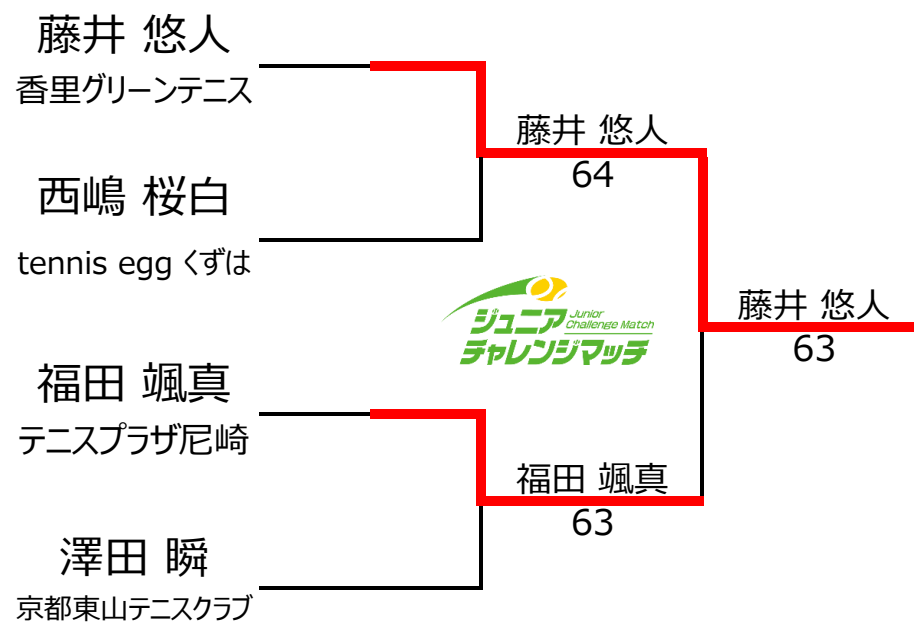 藤井 悠人
香里グリーンテニス
西嶋 桜白
tennis egg くずは
福田 颯真
テニスプラザ尼崎
澤田 瞬
京都東山テニスクラブ
藤井 悠人
64
ジュニア
Junior
Challenge Match
チャレンジマッチ
福田 颯真
63
藤井 悠人
63